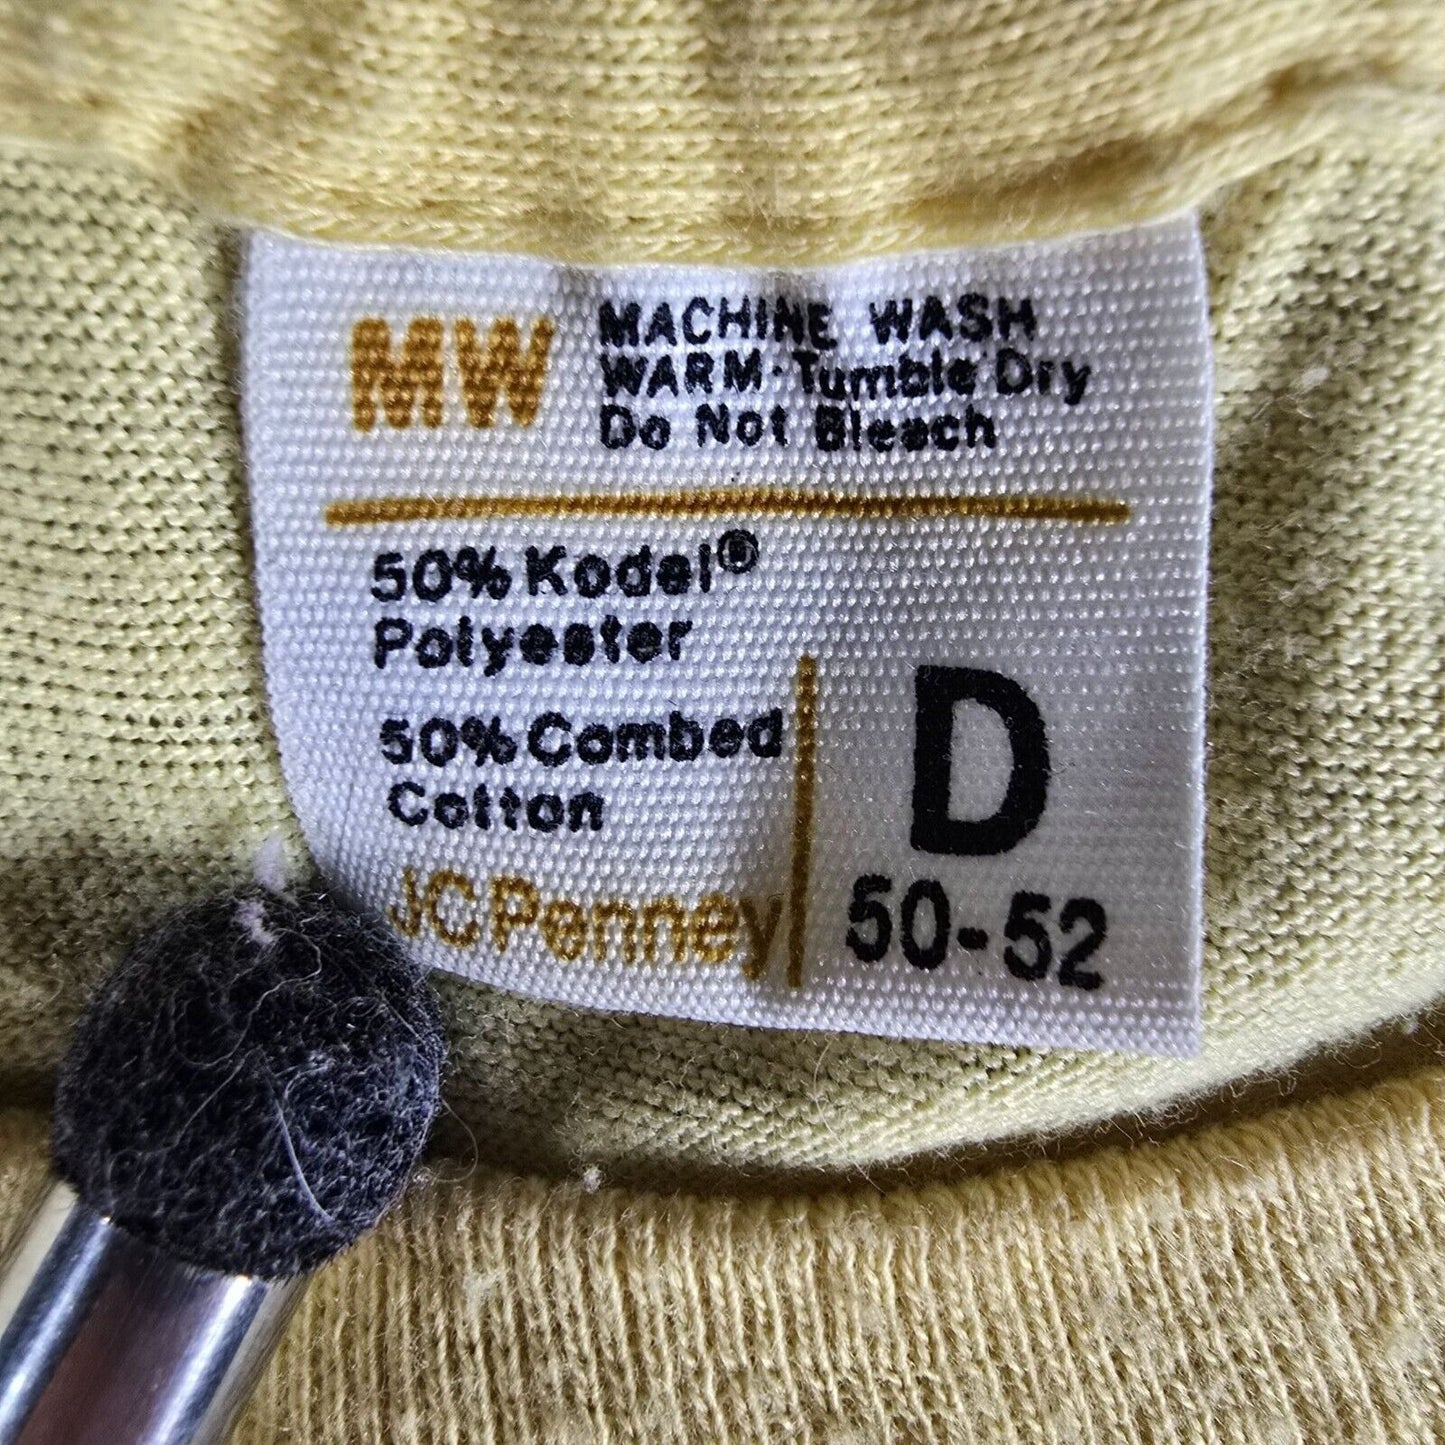 MW
MACHINE WASH
WARM·Tumble Dry
Do Not Bleach
50% Kodel®
Polyester
50% Combed
Cotton
JCPenney
D
50-52